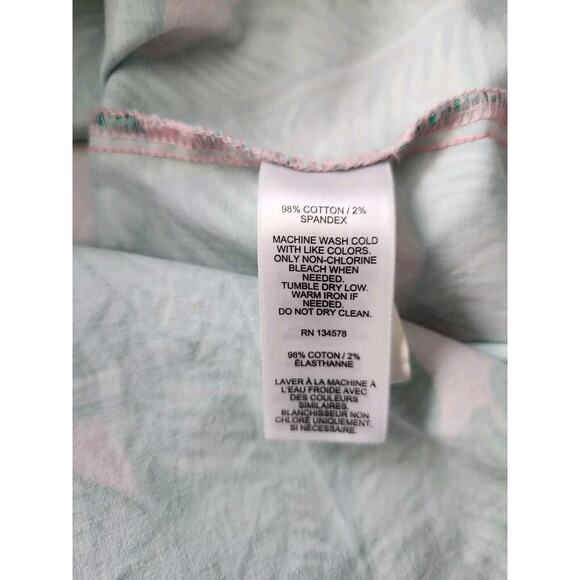 98% COTTON / 2%
SPANDEX
MACHINE WASH COLD
WITH LIKE COLORS.
ONLY NON-CHLORINE
BLEACH WHEN
NEEDED.
TUMBLE DRY LOW.
WARM IRON IF
NEEDED.
DO NOT DRY CLEAN.
RN 134578
98% COTON / 2%
ÉLASTHANNE
LAVER À LA MACHINE À
L'EAU FROIDE AVEC
DES COULEURS
SIMILAIRES.
BLANCHISSEUR NON
CHLORÉ UNIQUEMENT,
SI NÉCESSAIRE.